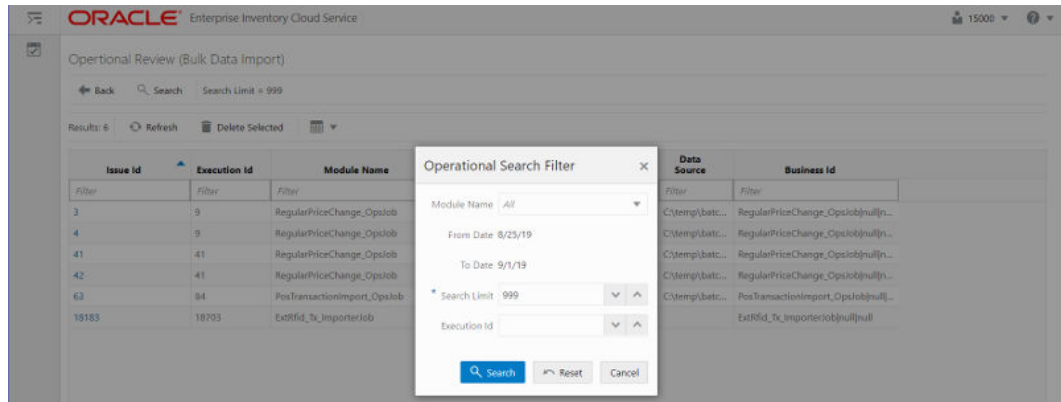 ORACLE® Enterprise Inventory Cloud Service 15000
Opertional Review (Bulk Data Import)
Back Search Search Limit = 999
Results: 6 Refresh Delete Selected
Issue Id Execution Id Module Name Data Source Business Id
Filter Filter Filter Filter Filter
3 9 RegularPriceChange_OpsJob C:\temp\batc... RegularPriceChange_OpsJob|null|n...
4 9 RegularPriceChange_OpsJob C:\temp\batc... RegularPriceChange_OpsJob|null|n...
41 41 RegularPriceChange_OpsJob C:\temp\batc... RegularPriceChange_OpsJob|null|n...
42 41 RegularPriceChange_OpsJob C:\temp\batc... RegularPriceChange_OpsJob|null|n...
63 84 PosTransactionImport_OpsJob C:\temp\batc... PosTransactionImport_OpsJob|null|...
18183 18703 ExtRfid_Tx_ImporterJob ExtRfid_Tx_ImporterJob|null|null
Operational Search Filter ×
Module Name All
From Date 8/25/19
To Date 9/1/19
* Search Limit 999
Execution Id
Search Reset Cancel